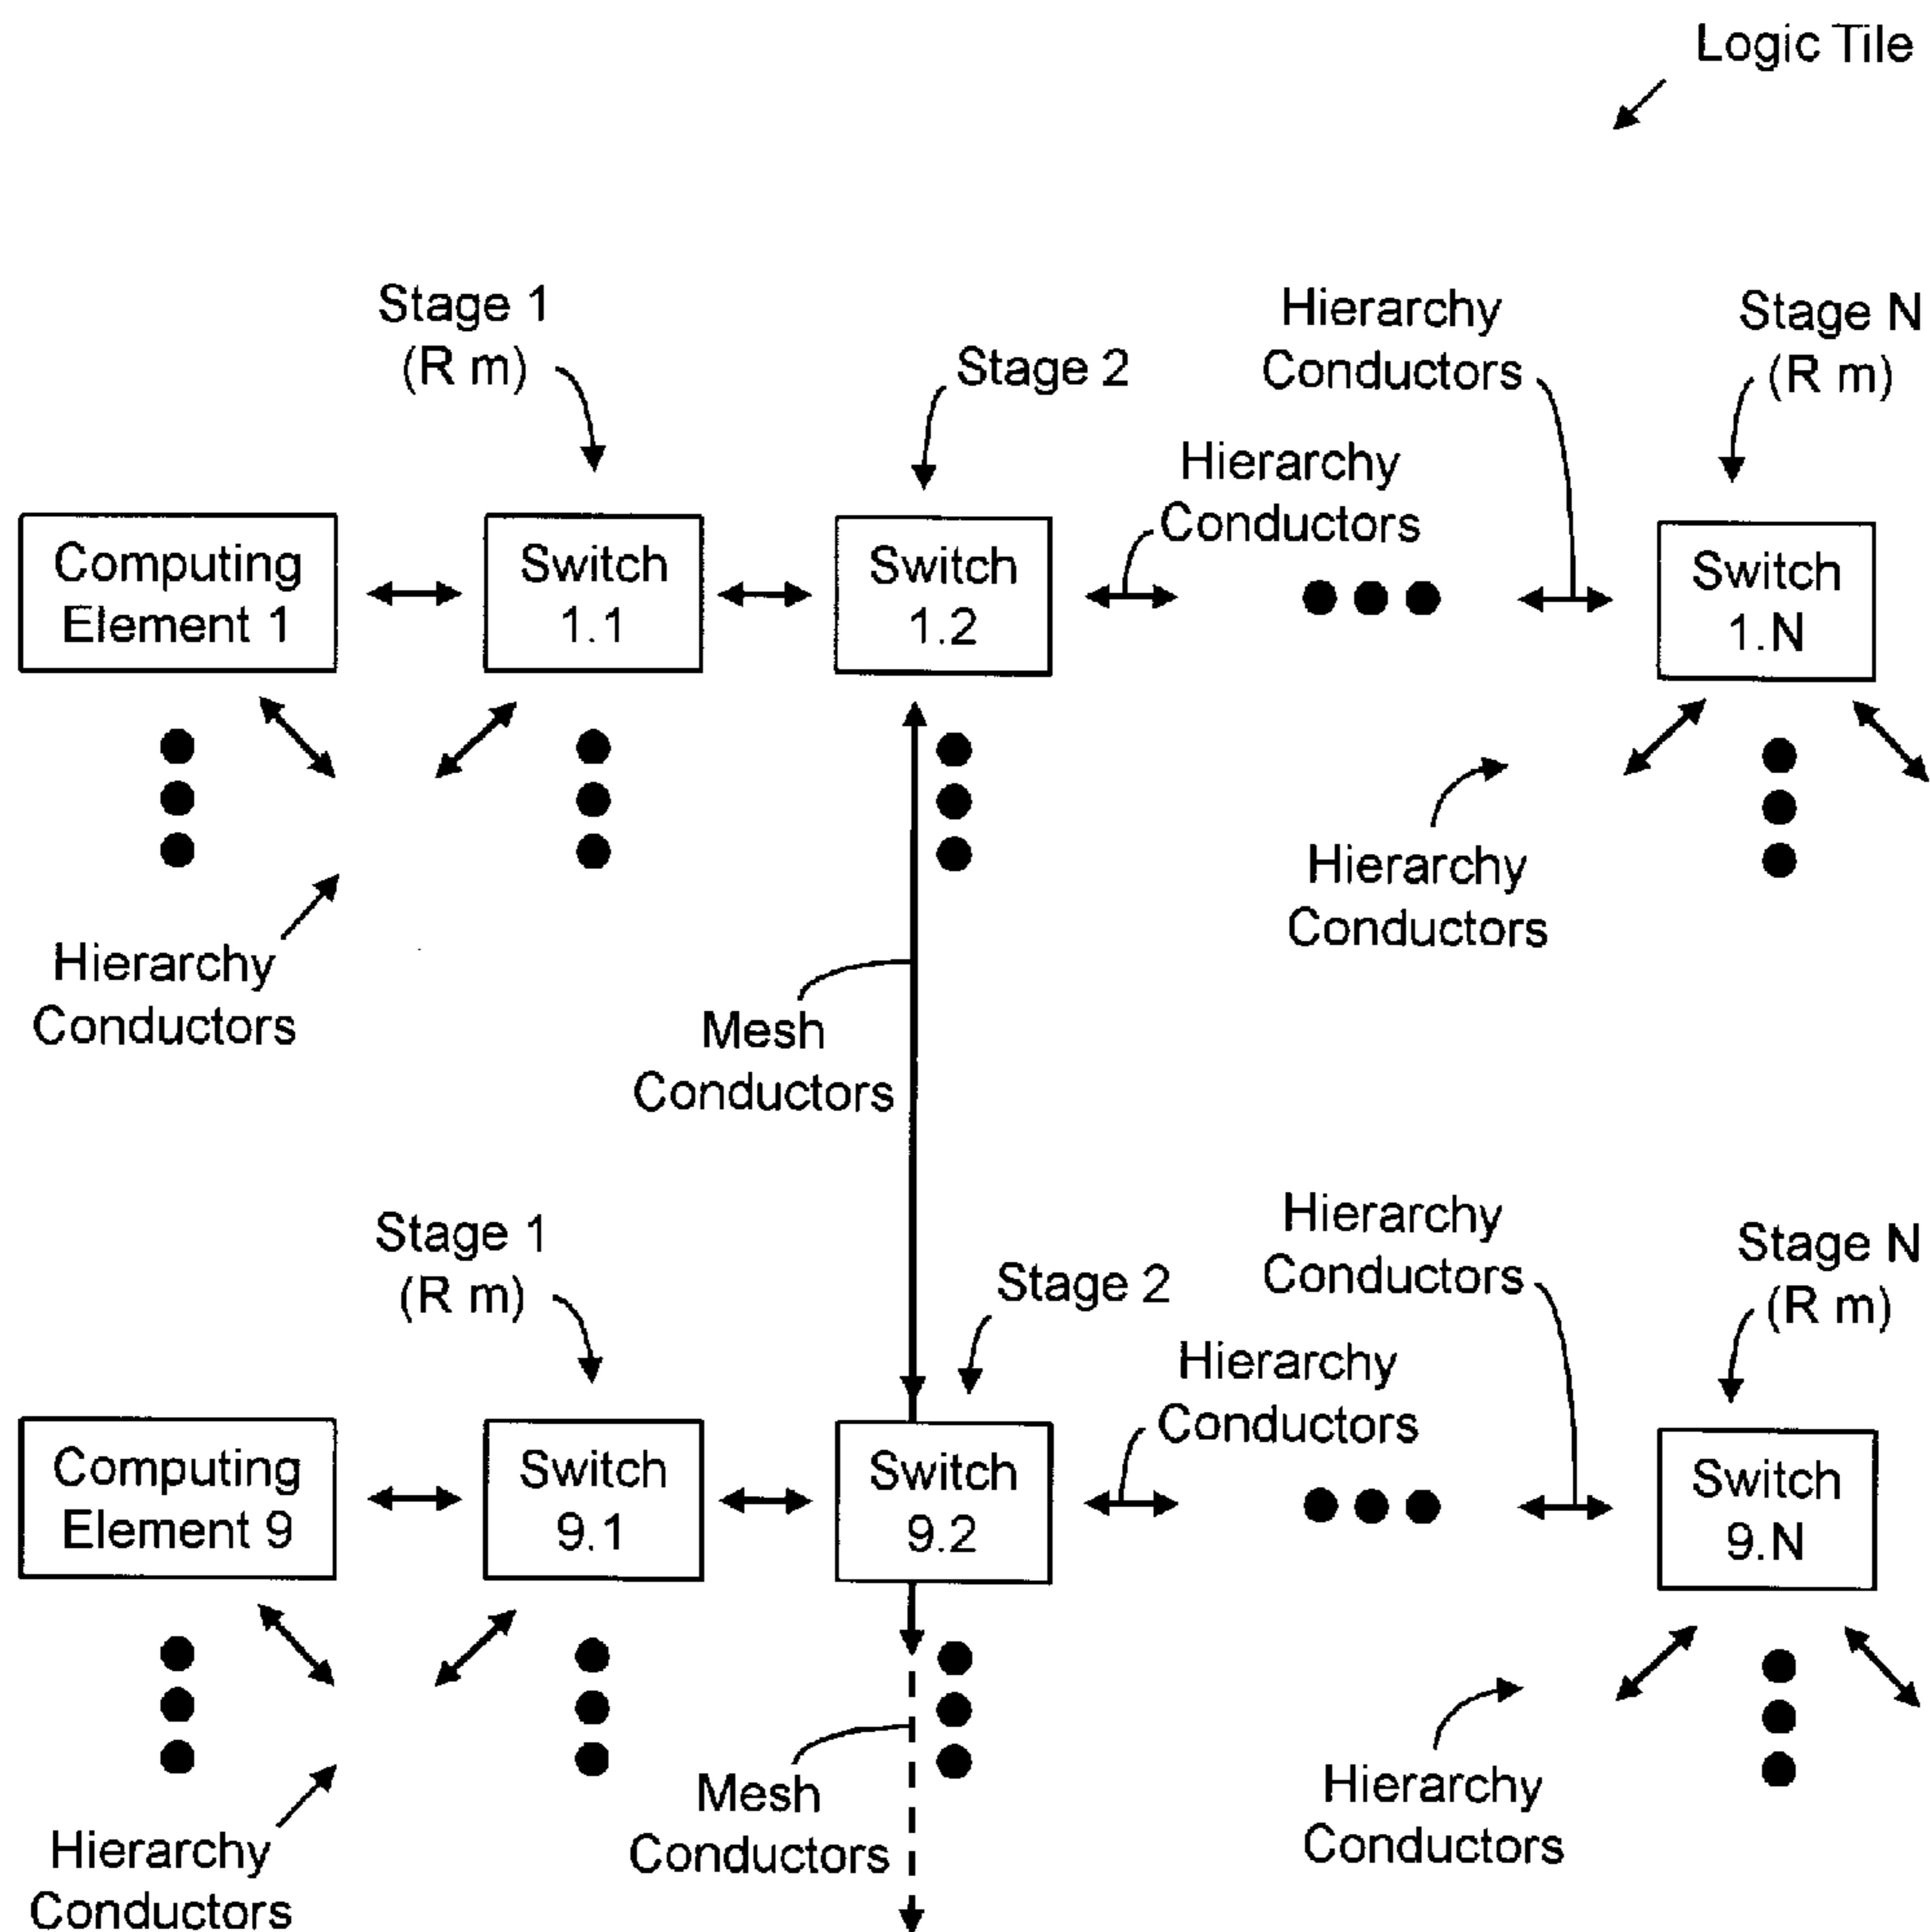 Logic Tile
Stage 1
(R m)
Stage 2
Hierarchy
Conductors
Stage N
(R m)
Hierarchy
Conductors
Computing
Element 1
Switch
1.1
Switch
1.2
Switch
1.N
Hierarchy
Conductors
Hierarchy
Conductors
Mesh
Conductors
Stage 1
(R m)
Stage 2
Hierarchy
Conductors
Stage N
(R m)
Hierarchy
Conductors
Computing
Element 9
Switch
9.1
Switch
9.2
Switch
9.N
Hierarchy
Conductors
Mesh
Conductors
Hierarchy
Conductors